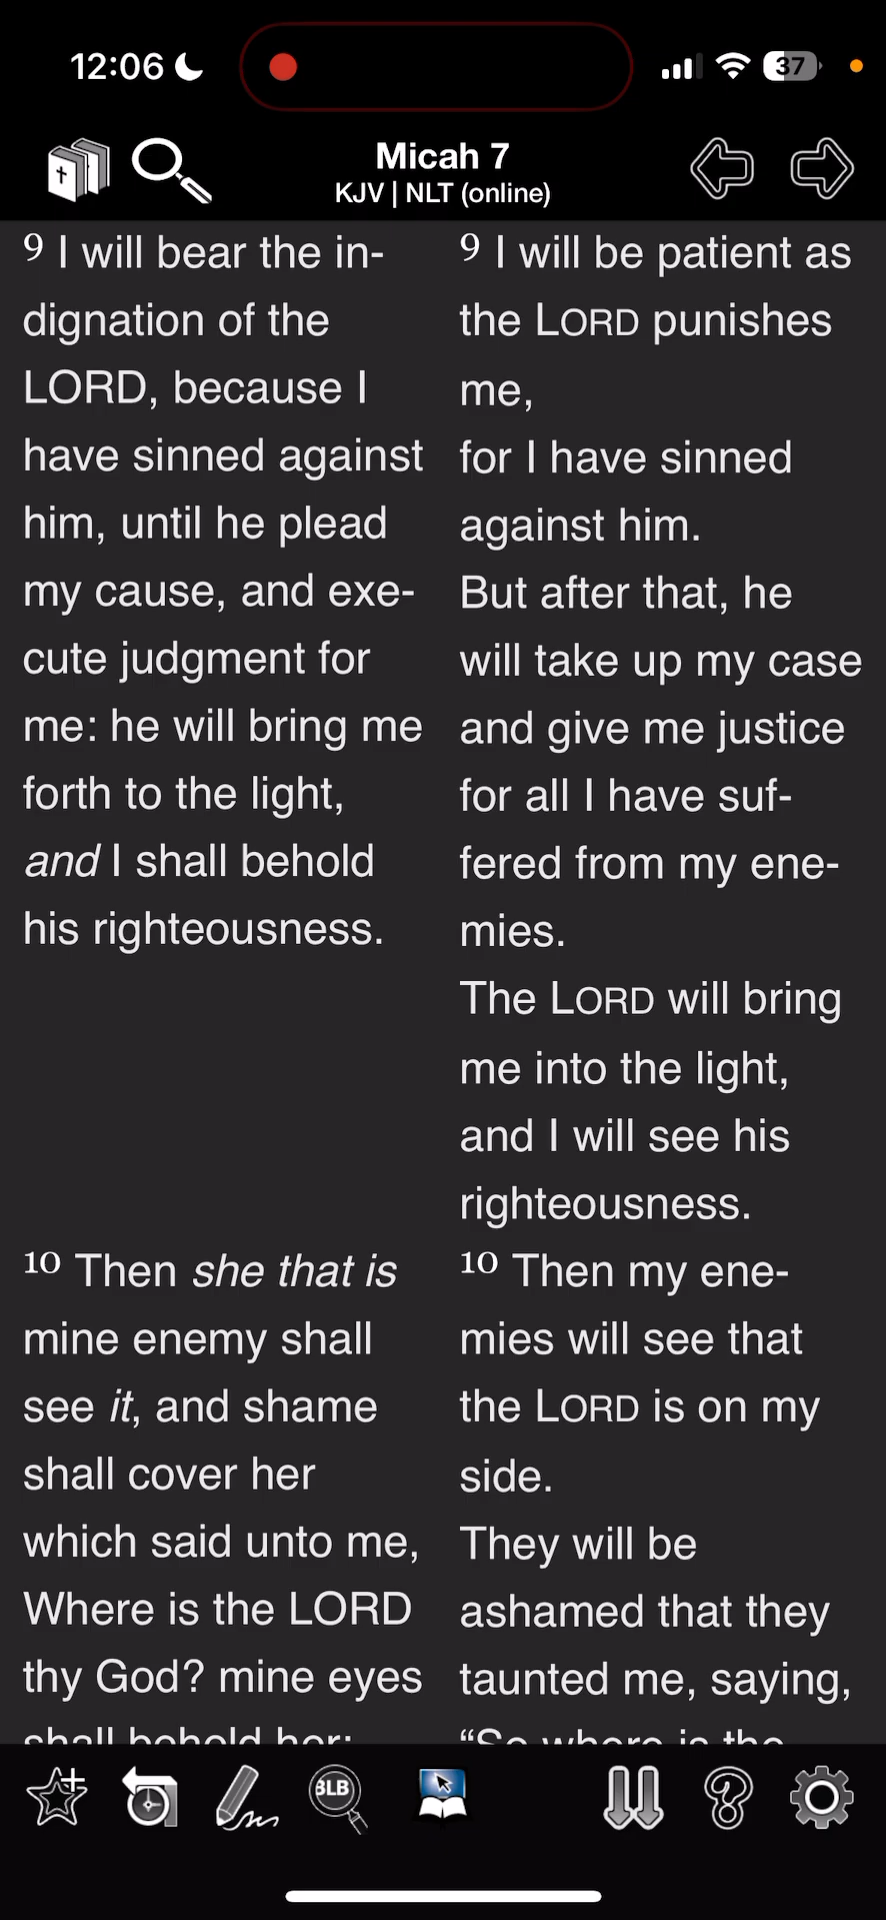 12:06
37
Micah 7
KJV | NLT (online)
9 I will bear the in-
dignation of the
LORD, because I
have sinned against
him, until he plead
my cause, and exe-
cute judgment for
me: he will bring me
forth to the light,
and I shall behold
his righteousness.
9 I will be patient as
the LORD punishes
me,
for I have sinned
against him.
But after that, he
will take up my case
and give me justice
for all I have suf-
fered from my ene-
mies.
The LORD will bring
me into the light,
and I will see his
righteousness.
10 Then she that is
mine enemy shall
see it, and shame
shall cover her
which said unto me,
Where is the LORD
thy God? mine eyes
shall behold her:
10 Then my ene-
mies will see that
the LORD is on my
side.
They will be
ashamed that they
taunted me, saying,
“So where is the
BLB